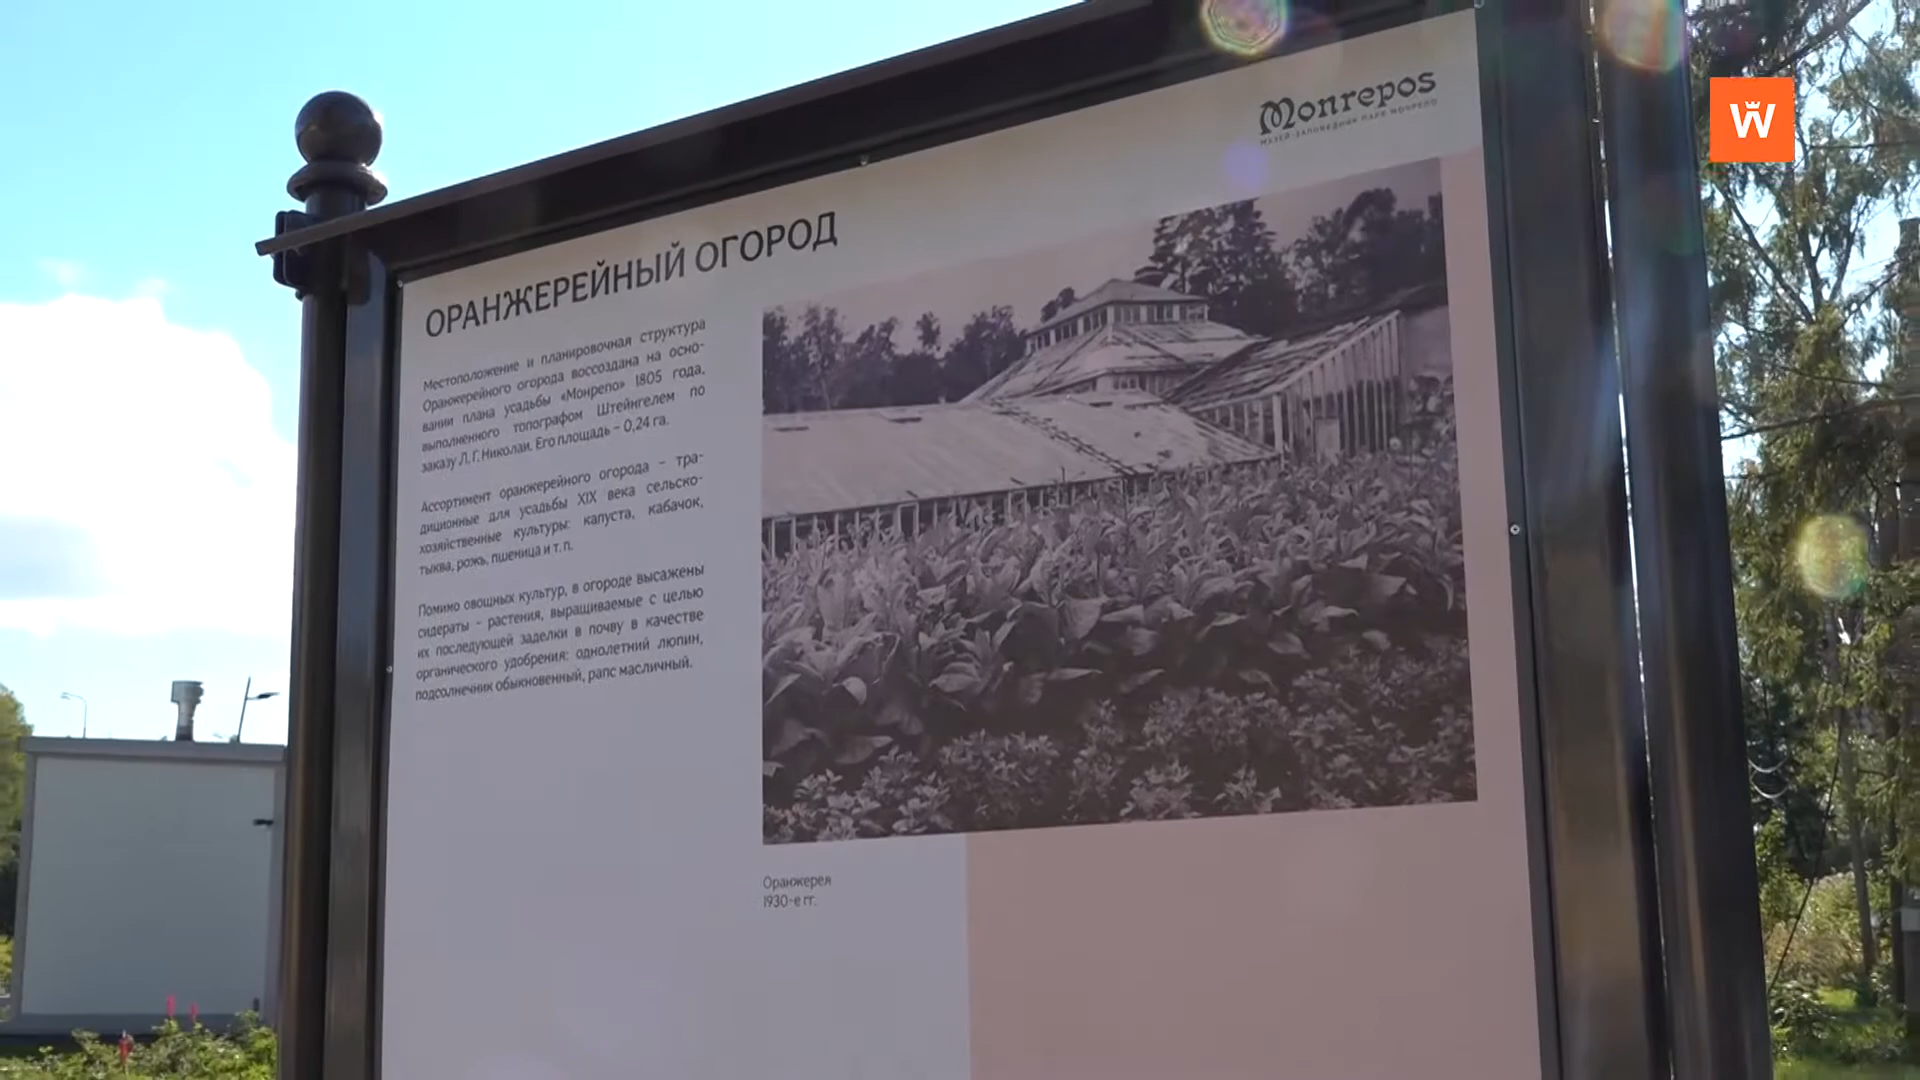 Monrepos
МУЗЕЙ-ЗАПОВЕДНИК ПАРК МОНРЕПО
W
ОРАНЖЕРЕЙНЫЙ ОГОРОД
Местоположение и планировочная структура
Оранжерейного огорода воссоздана на осно-
вании плана усадьбы «Монрепо» 1805 года,
выполненного топографом Штейнгелем по
заказу Л. Г. Николаи. Его площадь – 0,24 га.
Ассортимент оранжерейного огорода – тра-
диционные для усадьбы XIX века сельско-
хозяйственные культуры: капуста, кабачок,
тыква, рожь, пшеница и т. п.
Помимо овощных культур, в огороде высажены
сидераты - растения, выращиваемые с целью
их последующей заделки в почву в качестве
органического удобрения: однолетний люпин,
подсолнечник обыкновенный, рапс масличный.
Оранжерея
1930-е гг.